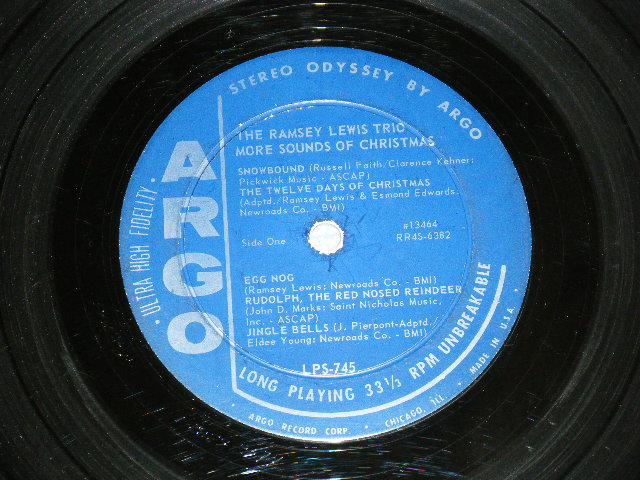 STEREO ODYSSEY BY ARGO
THE RAMSEY LEWIS TRIO
MORE SOUNDS OF CHRISTMAS
SNOWBOUND (Russell Faith/Clarence Kehner:
Pickwick Music - ASCAP)
THE TWELVE DAYS OF CHRISTMAS
(Adptd./Ramsey Lewis & Esmond Edwards:
Newroads Co. - BMI)
Side One
#13464
RR4S-6382
EGG NOG
(Ramsey Lewis: Newroads Co. - BMI)
RUDOLPH, THE RED NOSED REINDEER
(John D. Marks: Saint Nicholas Music,
Inc. - ASCAP)
JINGLE BELLS (J. Pierpont-Adptd./
Eldee Young: Newroads Co. - BMI)
LPS-745
ARGO
• ULTRA HIGH FIDELITY •
LONG PLAYING 33 1/3 RPM UNBREAKABLE
• ARGO RECORD CORP. • CHICAGO, ILL. • MADE IN U.S.A. •